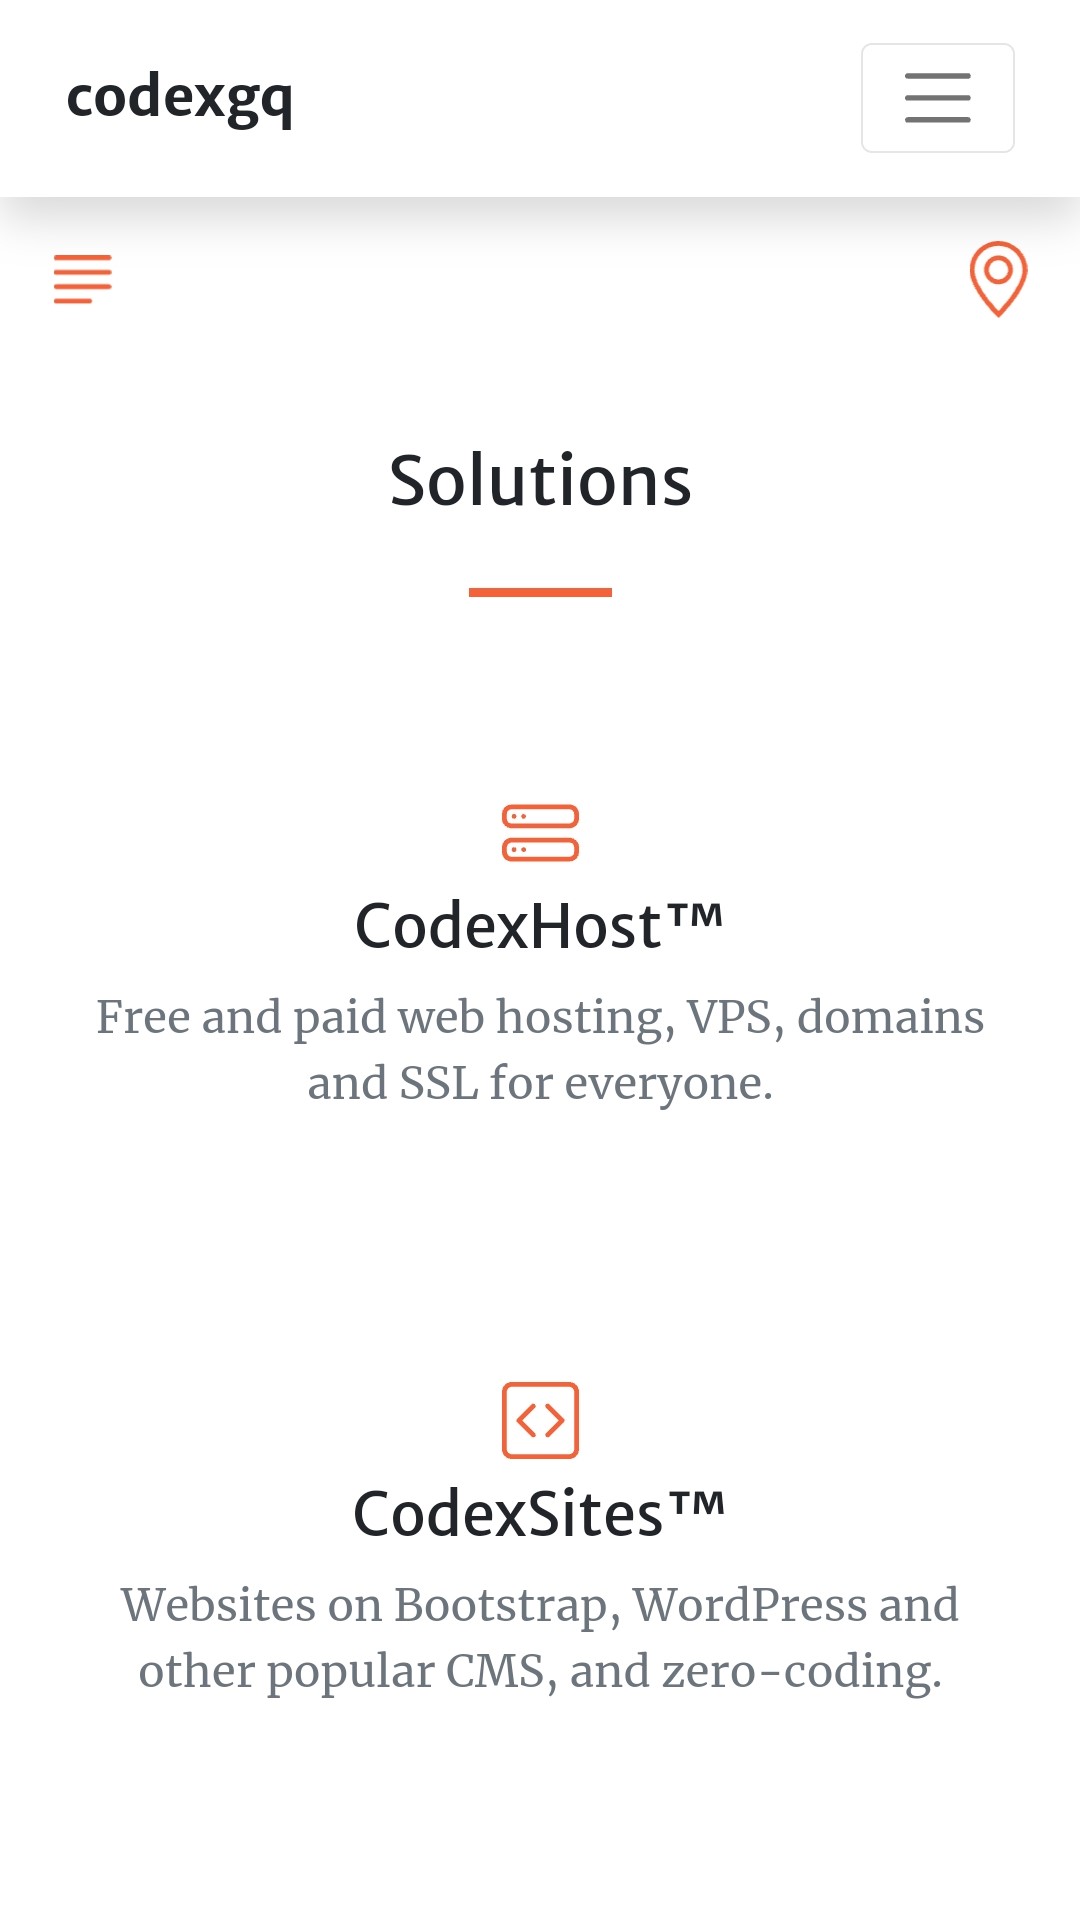 codexgq
Solutions
CodexHost™
Free and paid web hosting, VPS, domains
and SSL for everyone.
CodexSites™
Websites on Bootstrap, WordPress and
other popular CMS, and zero-coding.